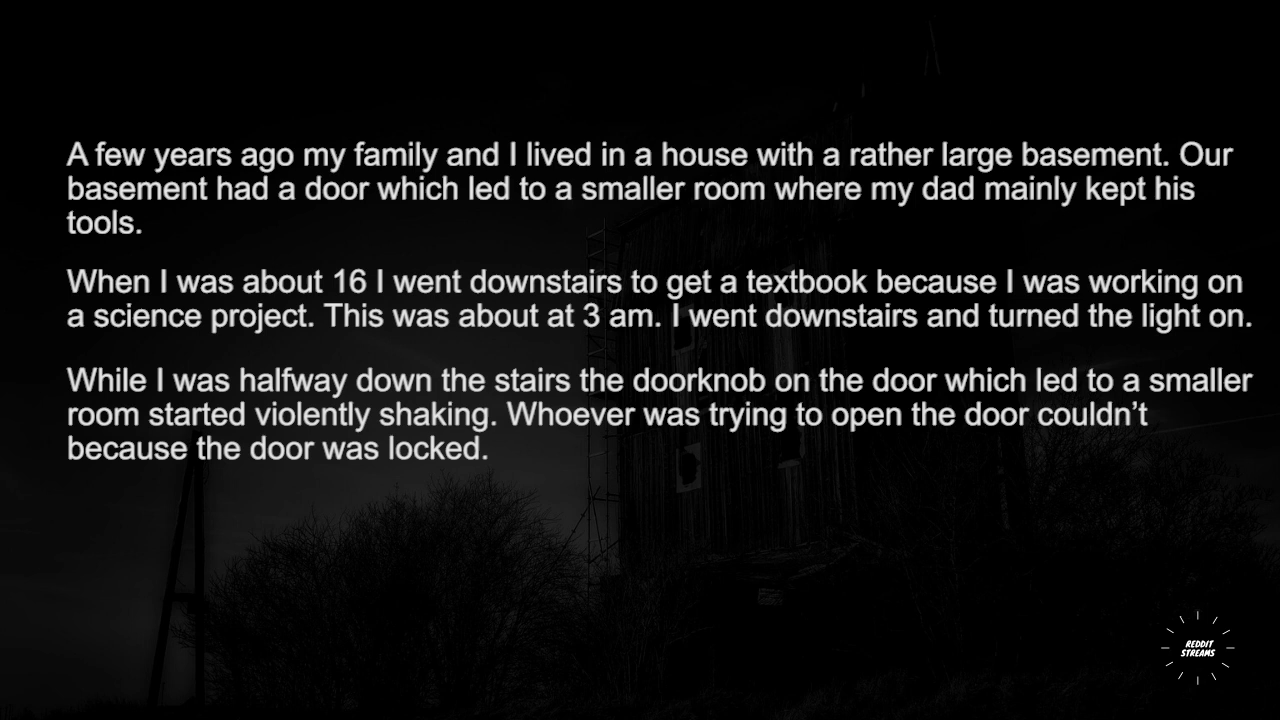 A few years ago my family and I lived in a house with a rather large basement. Our
basement had a door which led to a smaller room where my dad mainly kept his
tools.
When I was about 16 I went downstairs to get a textbook because I was working on
a science project. This was about at 3 am. I went downstairs and turned the light on.
While I was halfway down the stairs the doorknob on the door which led to a smaller
room started violently shaking. Whoever was trying to open the door couldn’t
because the door was locked.
REDDIT
STREAMS